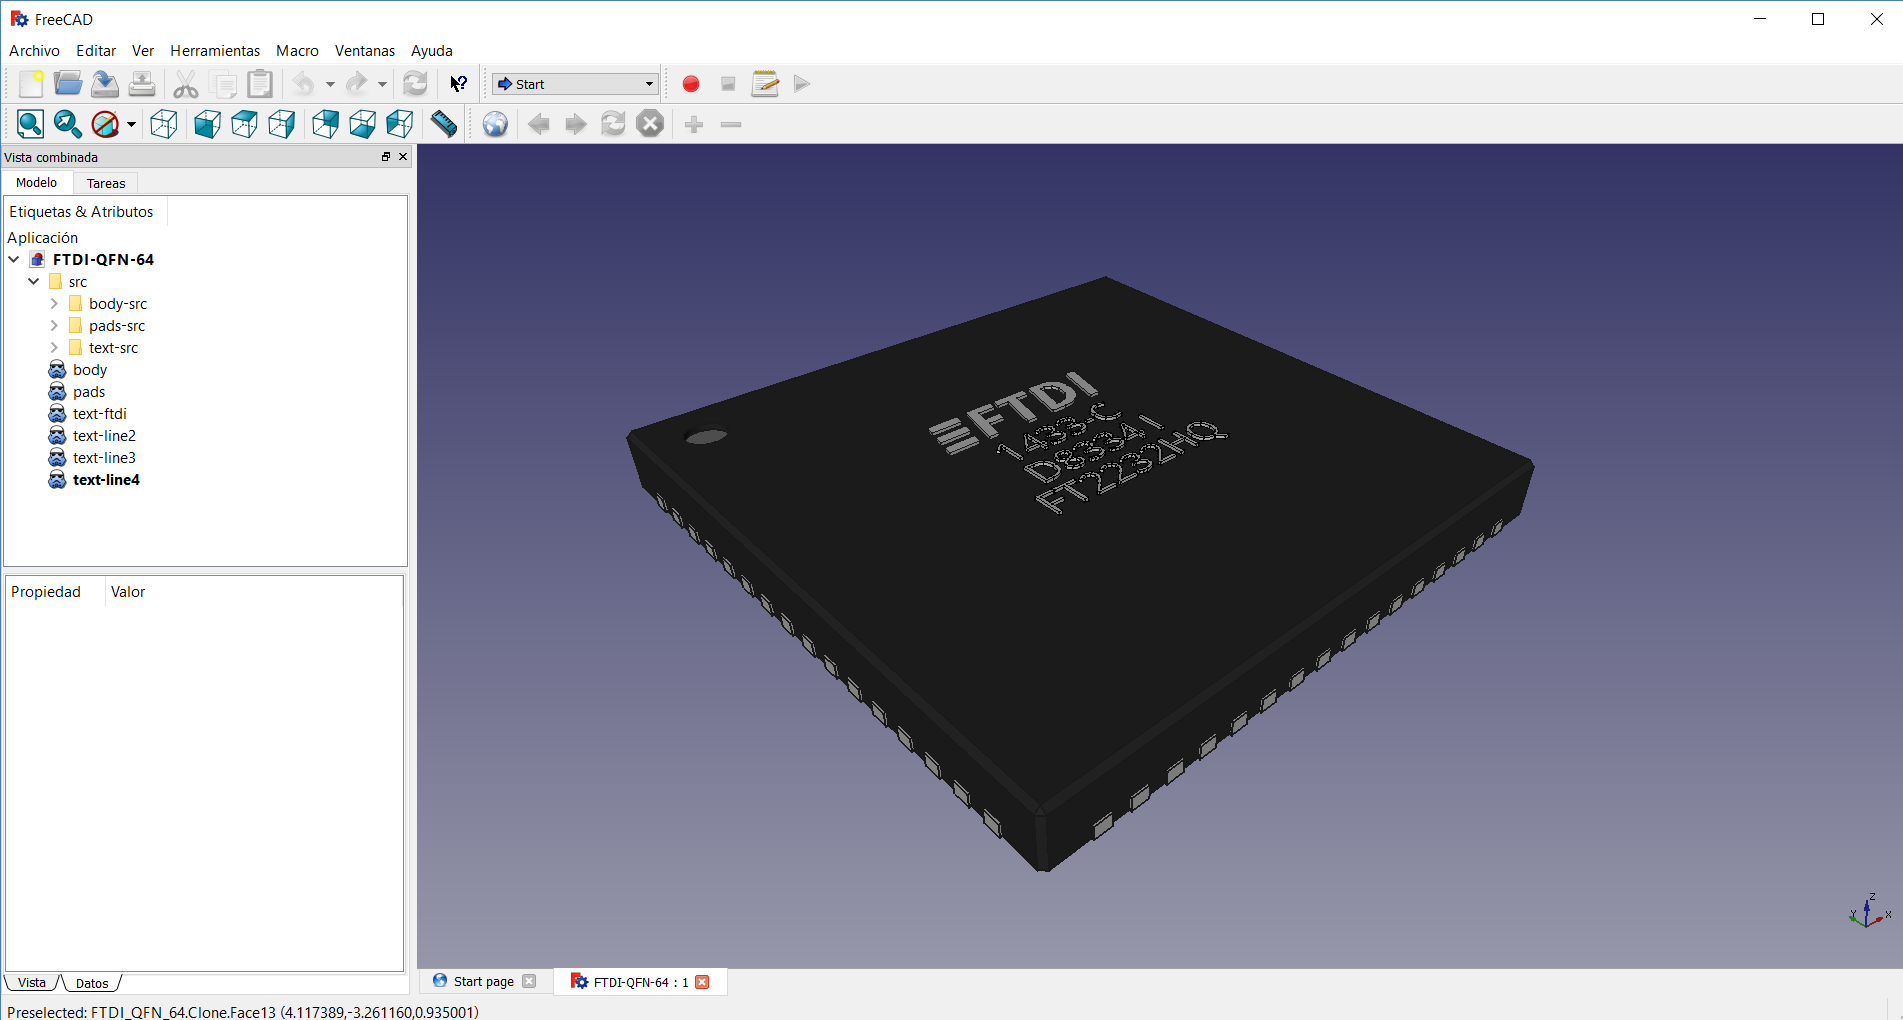 FreeCAD
Archivo Editar Ver Herramientas Macro Ventanas Ayuda
Start
Vista combinada
Modelo Tareas
Etiquetas & Atributos
Aplicación
FTDI-QFN-64
src
body-src
pads-src
text-src
body
pads
text-ftdi
text-line2
text-line3
text-line4
Propiedad Valor
Vista Datos
FTDI
1433-C
D83341
FT2232HQ
Z
Y X
Start page FTDI-QFN-64 : 1
Preselected: FTDI_QFN_64.Clone.Face13 (4.117389,-3.261160,0.935001)